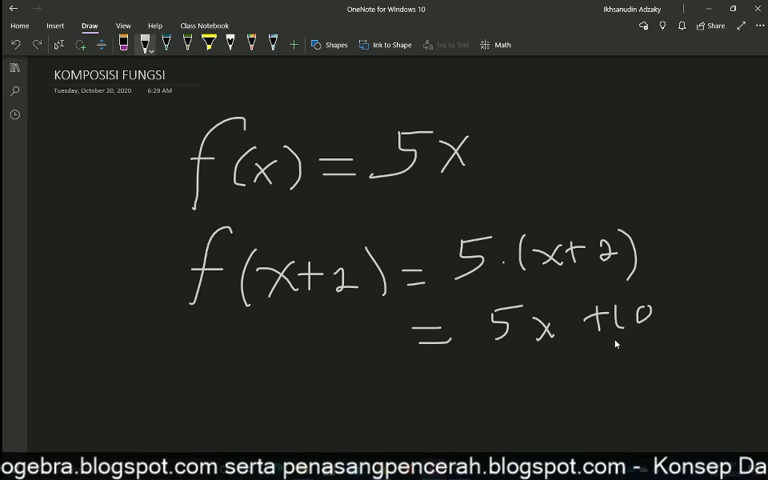 OneNote for Windows 10
Ikhsanudin Adzaky
Home Insert Draw View Help Class Notebook
Share
Shapes Ink to Shape Ink to Text Math
KOMPOSISI FUNGSI
Tuesday, October 20, 2020 6:29 AM
f(x) = 5x
f(x+2) = 5.(x+2)
= 5x +10
ogebra.blogspot.com serta penasangpencerah.blogspot.com - Konsep Da